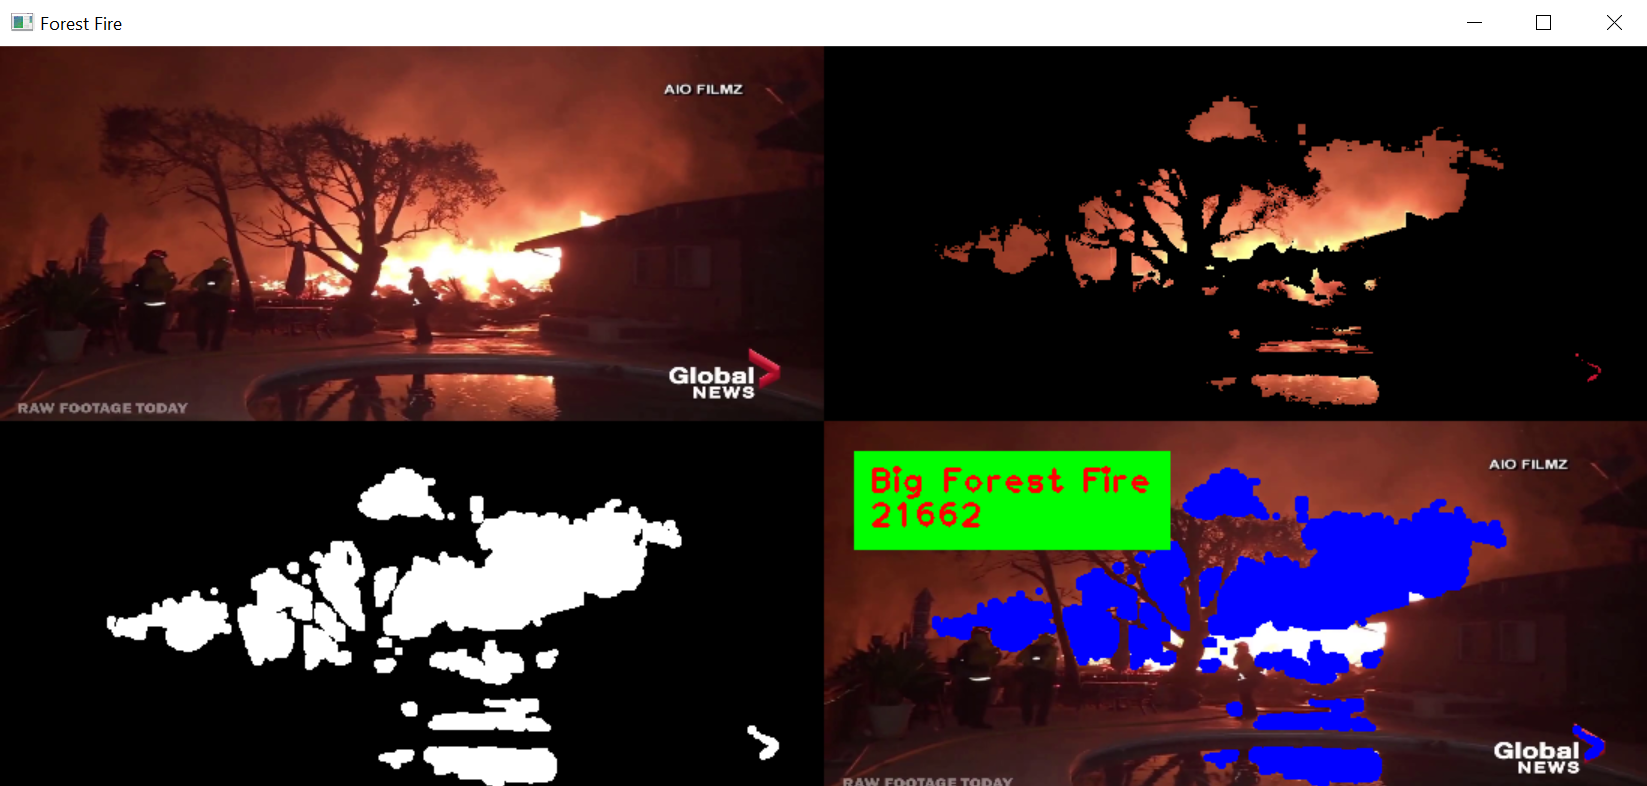 Forest Fire
AIO FILMZ
Global
NEWS
RAW FOOTAGE TODAY
Big Forest Fire
21662
AIO FILMZ
Global
NEWS
RAW FOOTAGE TODAY